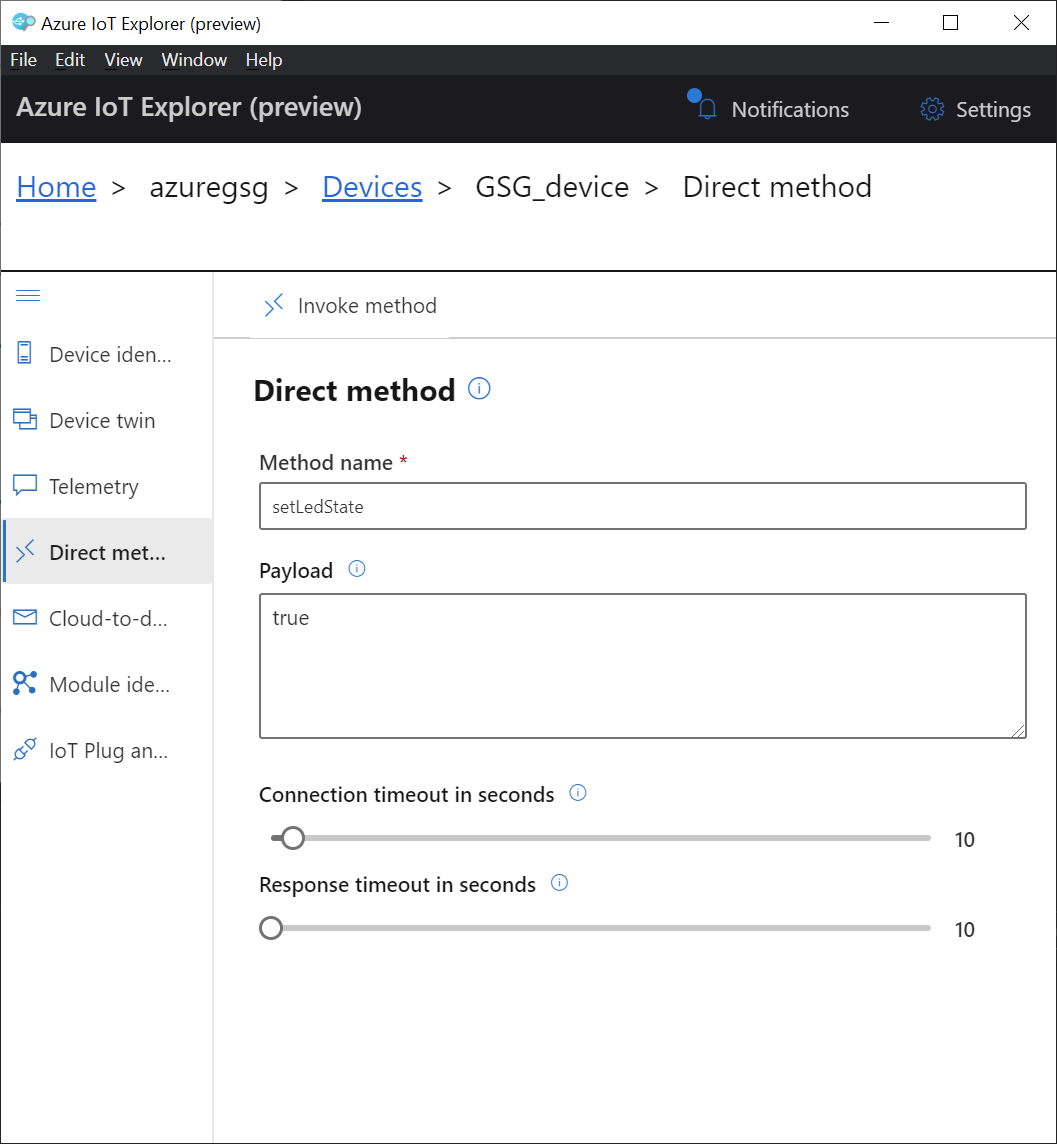 Azure IoT Explorer (preview)
File Edit View Window Help
Azure IoT Explorer (preview) Notifications Settings
Home > azuregsg > Devices > GSG_device > Direct method
Invoke method
Device iden...
Device twin
Telemetry
Direct met...
Cloud-to-d...
Module ide...
IoT Plug an...
Direct method
Method name *
setLedState
Payload
true
Connection timeout in seconds
10
Response timeout in seconds
10